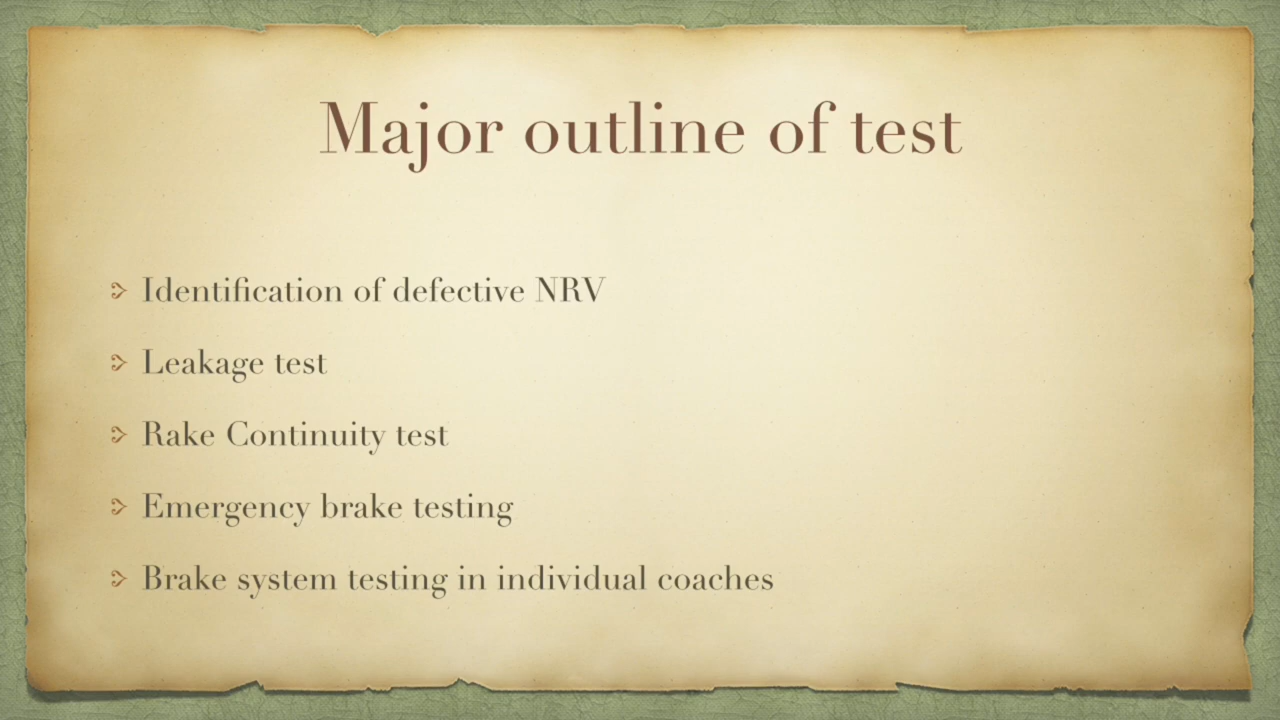 Major outline of test
Identification of defective NRV
Leakage test
Rake Continuity test
Emergency brake testing
Brake system testing in individual coaches